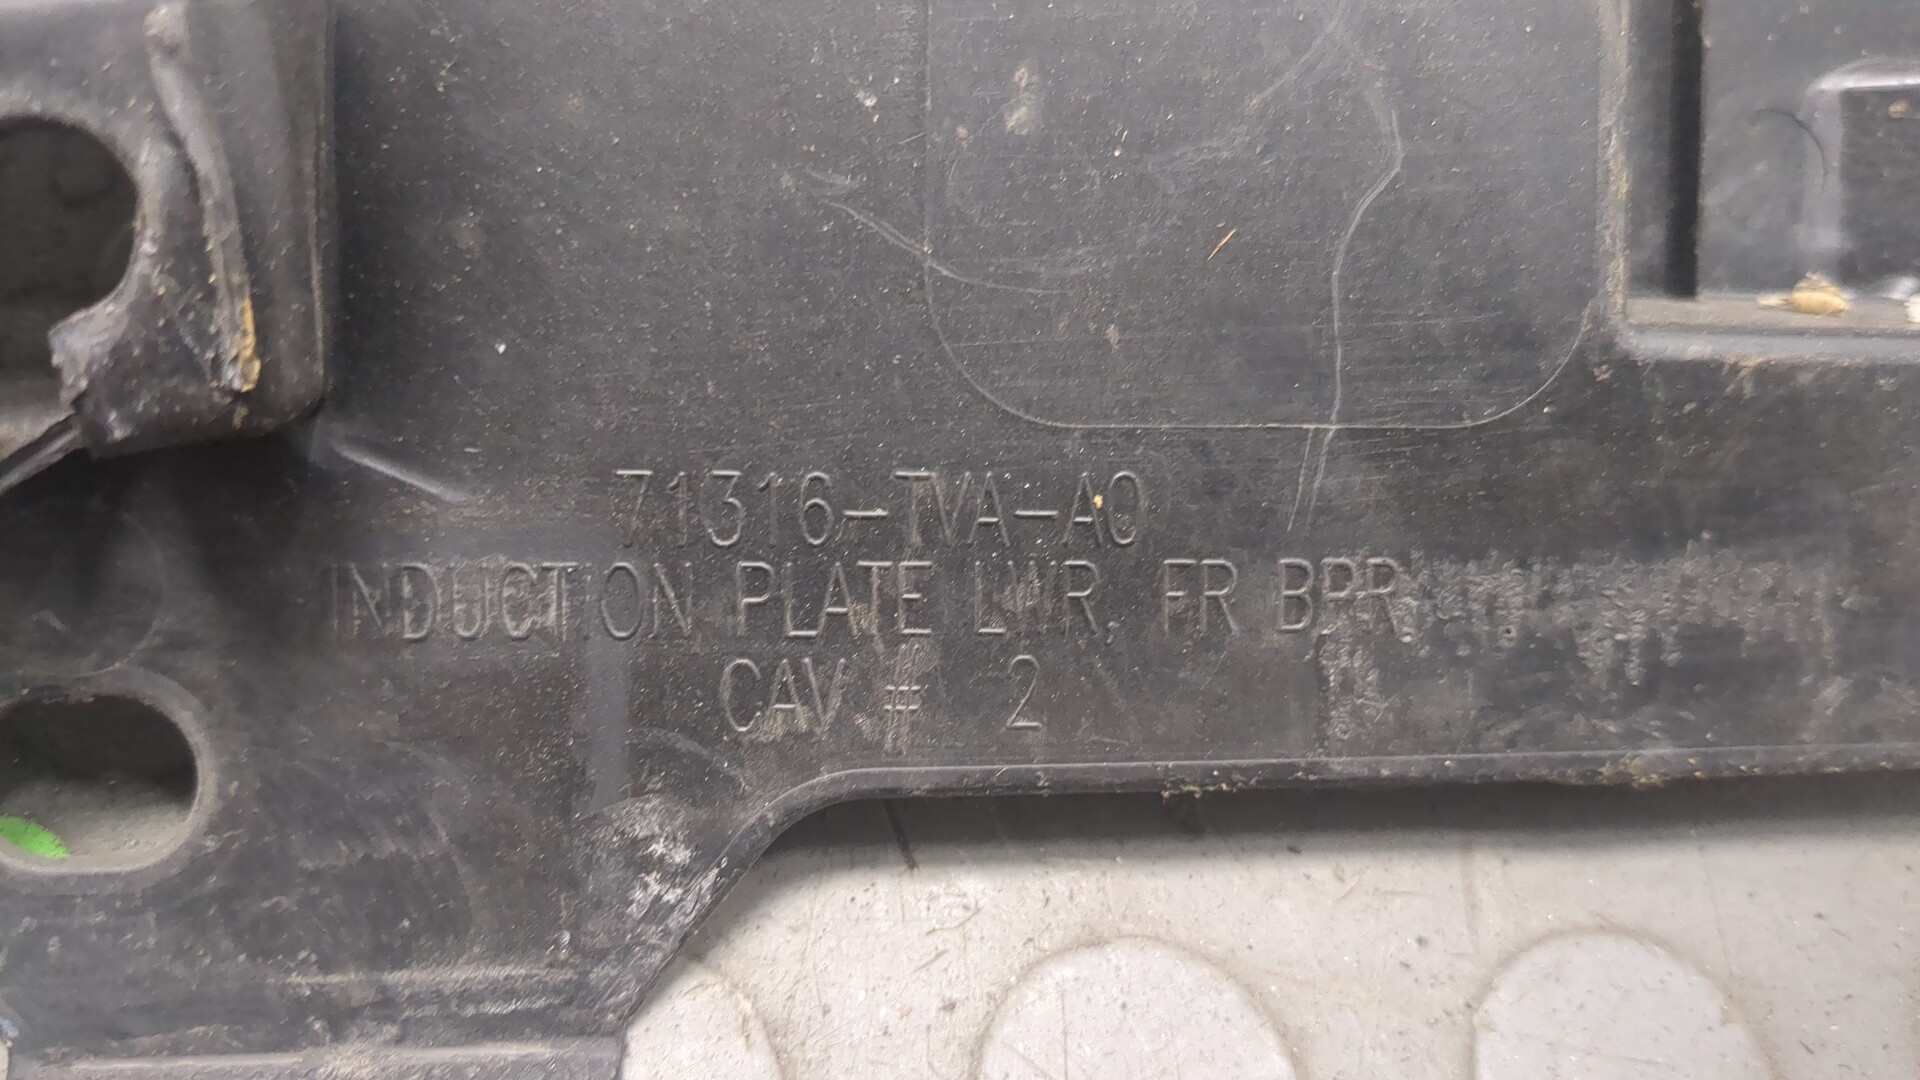 71316-TVA-A0
INDUCTION PLATE LWR, FR BPR
CAV # 2